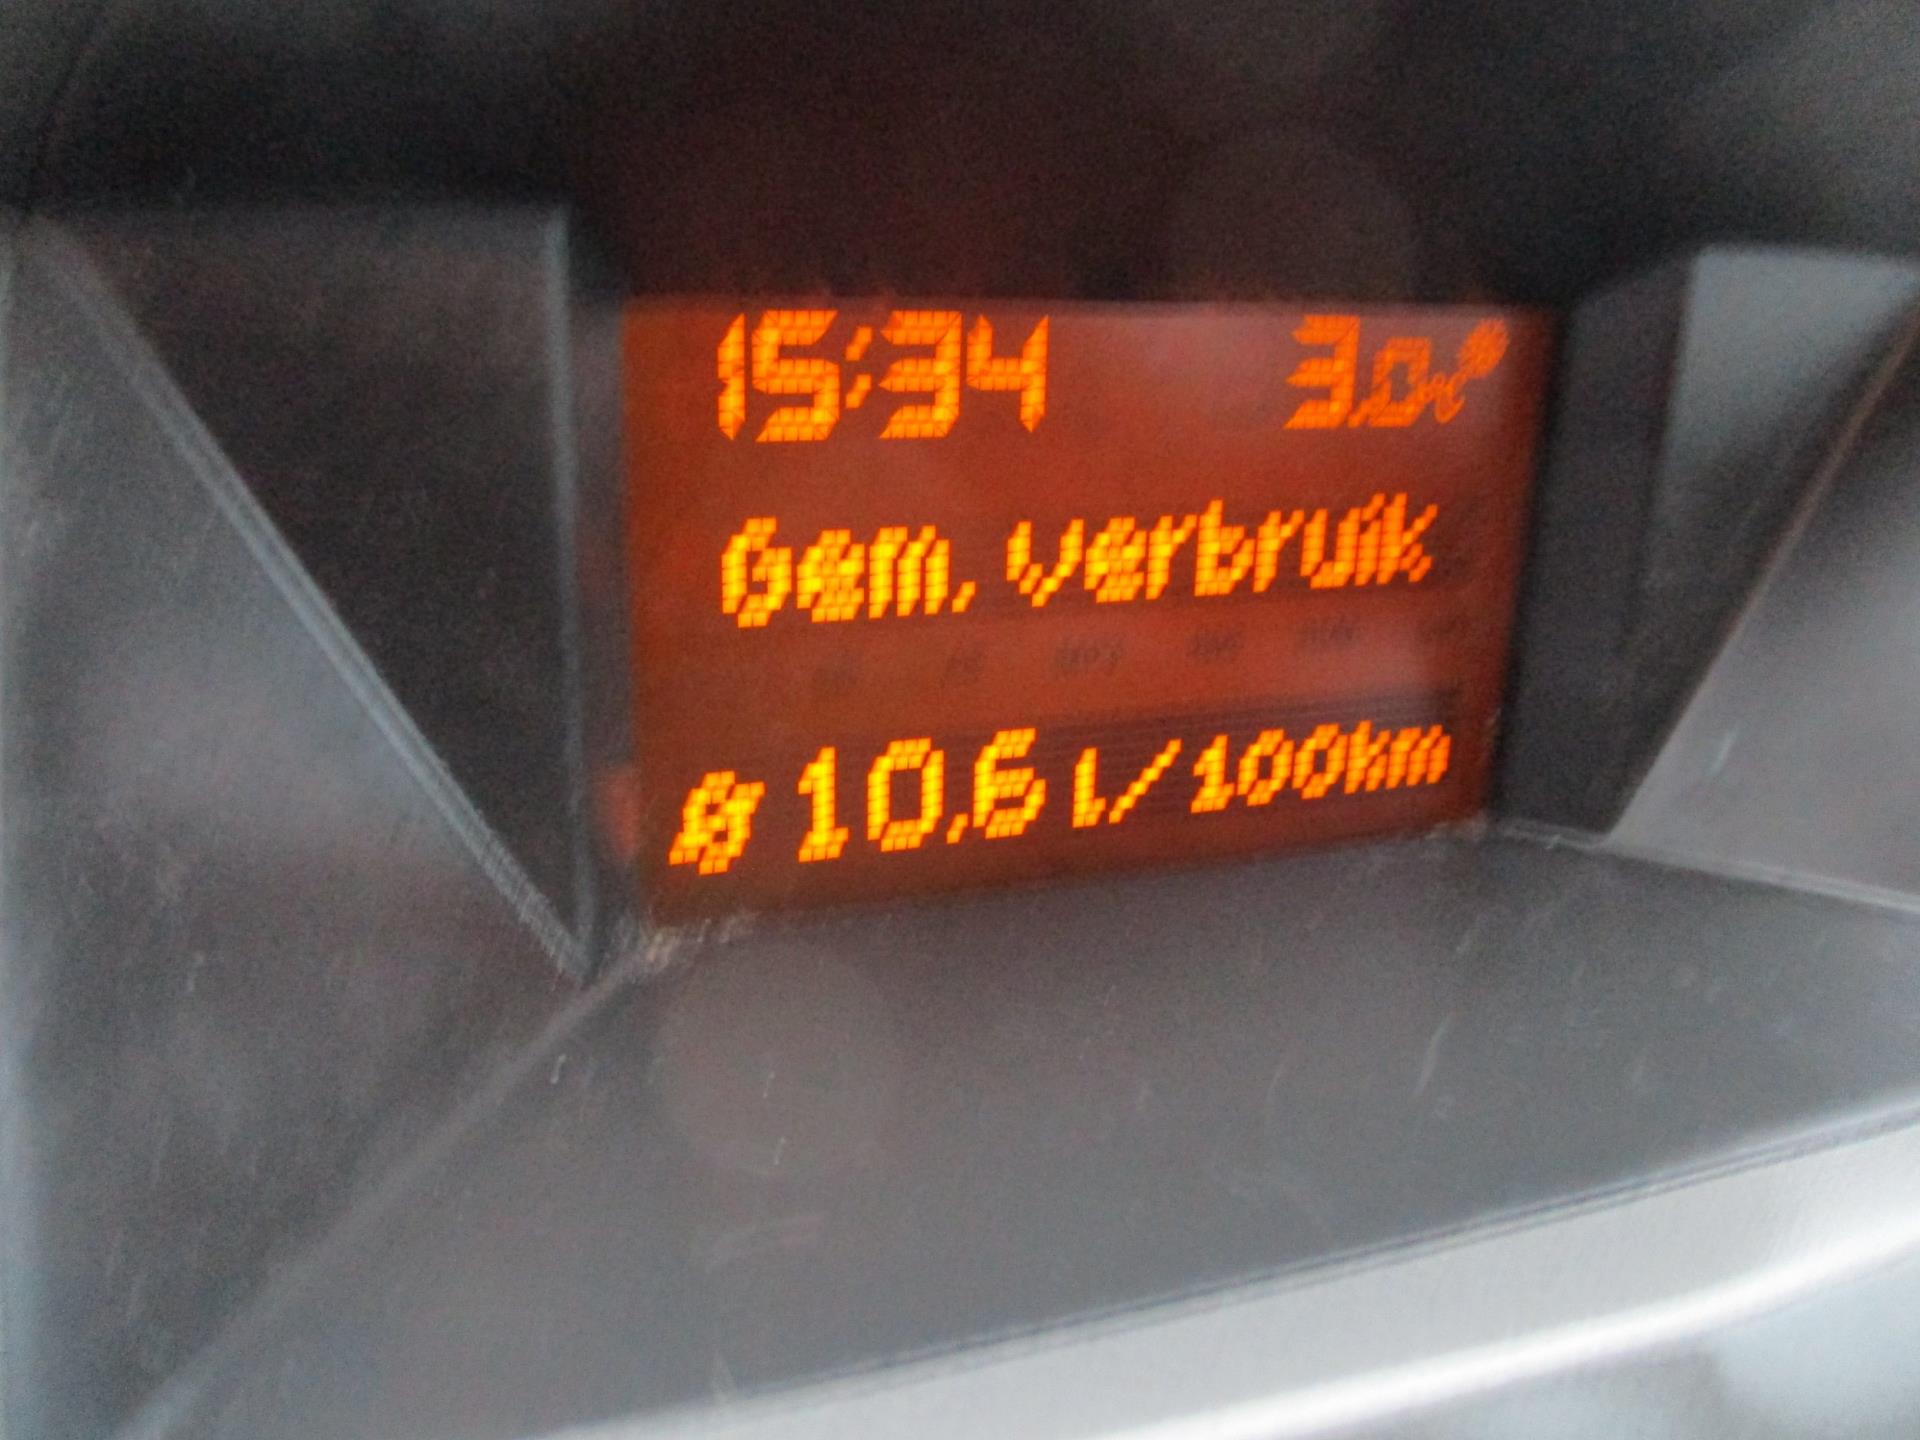 15:34 3.0°C
Gem. verbruik
Ø 10,6 l/100km